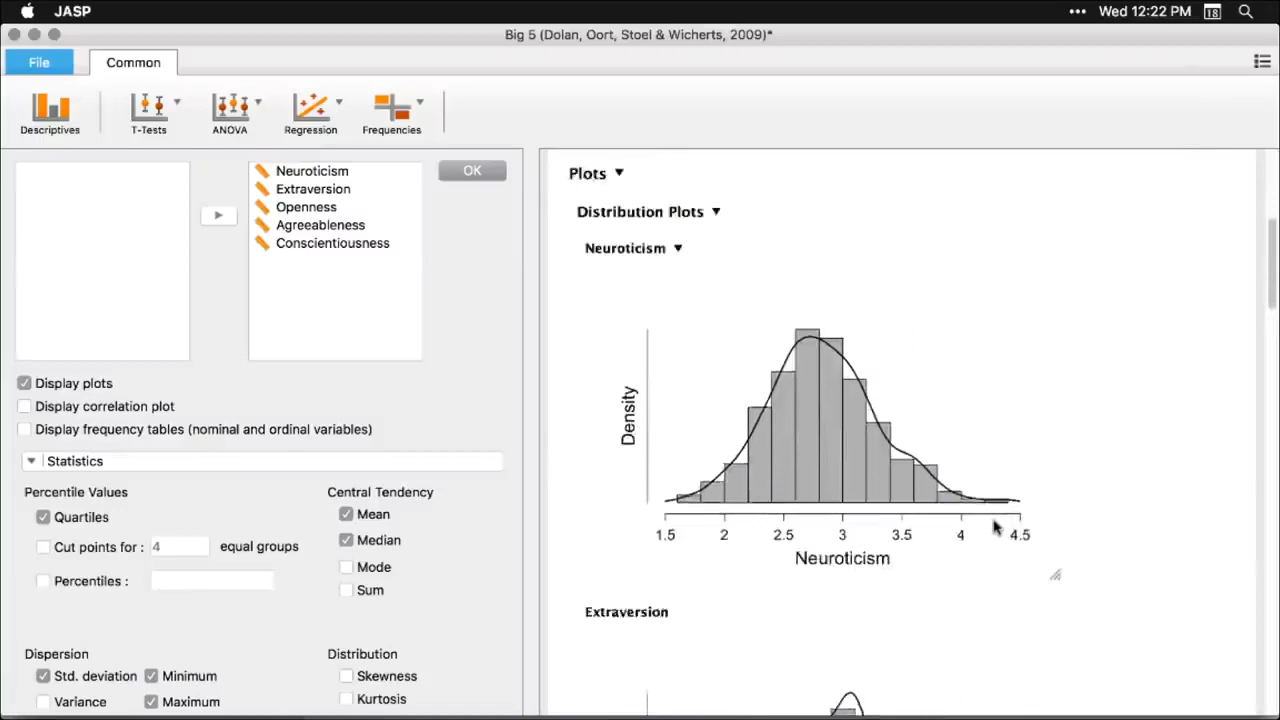 JASP
••• Wed 12:22 PM 18
Big 5 (Dolan, Oort, Stoel & Wicherts, 2009)*
File Common
Descriptives T-Tests ANOVA Regression Frequencies
Neuroticism
Extraversion
Openness
Agreeableness
Conscientiousness
OK
Display plots
Display correlation plot
Display frequency tables (nominal and ordinal variables)
Statistics
Percentile Values
Quartiles
Cut points for : 4 equal groups
Percentiles :
Central Tendency
Mean
Median
Mode
Sum
Dispersion
Std. deviation Minimum
Variance Maximum
Distribution
Skewness
Kurtosis
Plots
Distribution Plots
Neuroticism
Density
1.5 2 2.5 3 3.5 4 4.5
Neuroticism
Extraversion